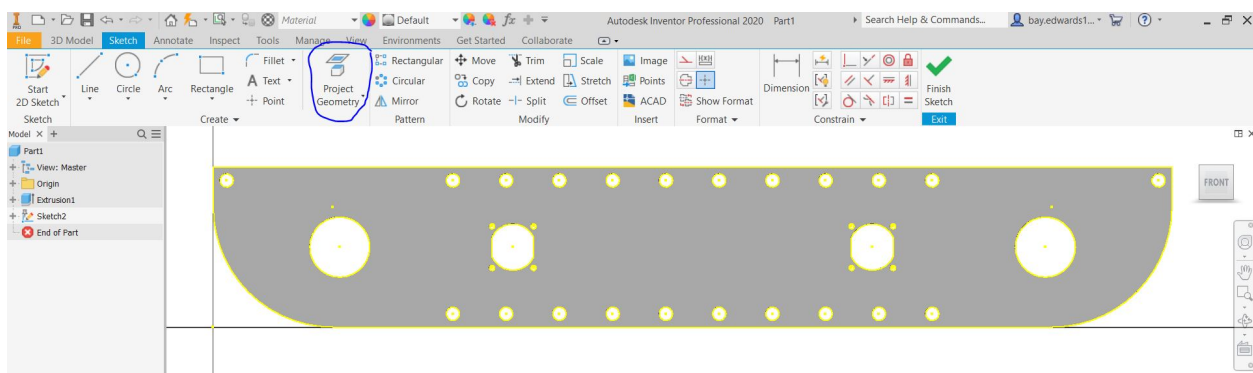 PRO Material Default fx Autodesk Inventor Professional 2020 Part1 Search Help & Commands... bay.edwards1...
File 3D Model Sketch Annotate Inspect Tools Manage View Environments Get Started Collaborate
Start 2D Sketch Line Circle Arc Rectangle Fillet Text Point Project Geometry Rectangular Circular Mirror Move Copy Rotate Trim Extend Split Scale Stretch Offset Image Points ACAD Show Format Dimension Finish Sketch
Sketch Create Pattern Modify Insert Format Constrain Exit
Model
Part1
View: Master
Origin
Extrusion1
Sketch2
End of Part
FRONT